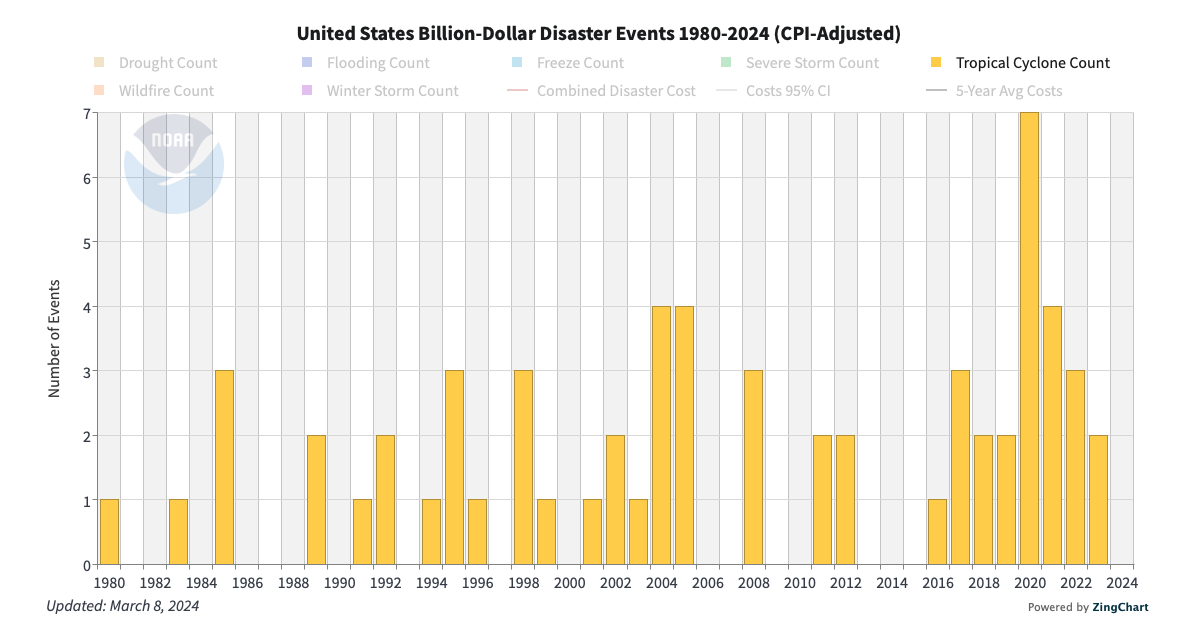 United States Billion-Dollar Disaster Events 1980-2024 (CPI-Adjusted)
Drought Count Flooding Count Freeze Count Severe Storm Count Tropical Cyclone Count
Wildfire Count Winter Storm Count Combined Disaster Cost Costs 95% CI 5-Year Avg Costs
NOAA
Number of Events
7
6
5
4
3
2
1
0
1980 1982 1984 1986 1988 1990 1992 1994 1996 1998 2000 2002 2004 2006 2008 2010 2012 2014 2016 2018 2020 2022 2024
Updated: March 8, 2024
Powered by ZingChart